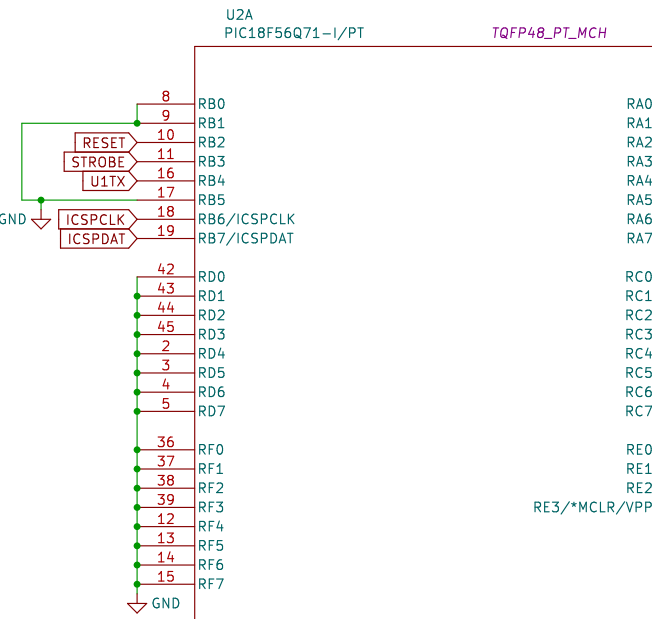 U2A
PIC18F56Q71-I/PT TQFP48_PT_MCH
8 RB0 RA0
9 RB1 RA1
RESET 10 RB2 RA2
STROBE 11 RB3 RA3
U1TX 16 RB4 RA4
17 RB5 RA5
GND ICSPCLK 18 RB6/ICSPCLK RA6
ICSPDAT 19 RB7/ICSPDAT RA7
42 RD0 RC0
43 RD1 RC1
44 RD2 RC2
45 RD3 RC3
2 RD4 RC4
3 RD5 RC5
4 RD6 RC6
5 RD7 RC7
36 RF0 RE0
37 RF1 RE1
38 RF2 RE2
39 RF3 RE3/*MCLR/VPP
12 RF4
13 RF5
14 RF6
15 RF7
GND